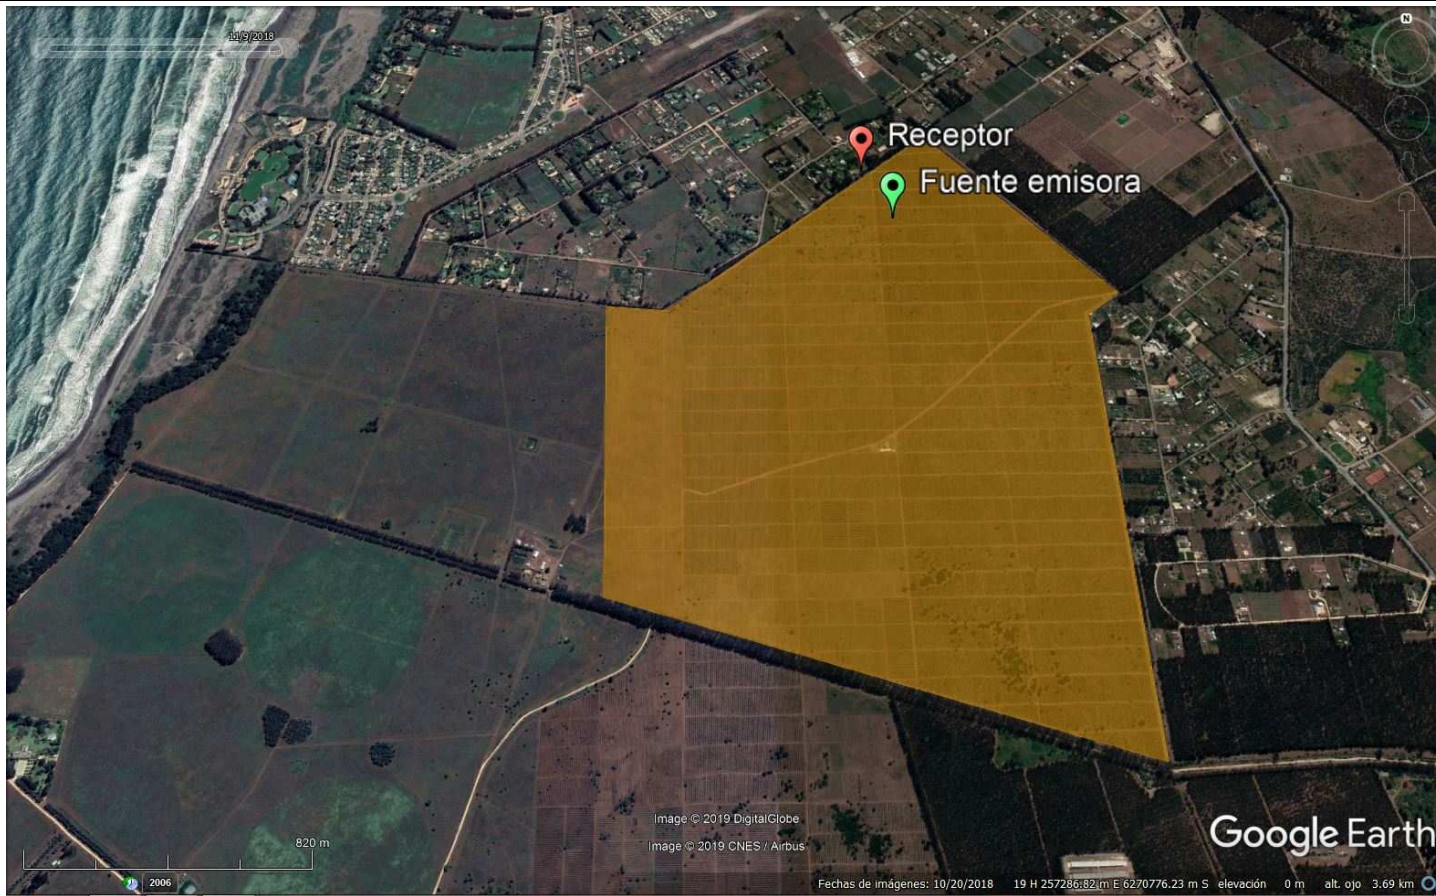 11/9/2018
N
Receptor
Fuente emisora
Image © 2019 DigitalGlobe
Image © 2019 CNES / Airbus
Google Earth
820 m
2006
Fechas de imágenes: 10/20/2018 19 H 257286.82 m E 6270776.23 m S elevación 0 m alt. ojo 3.69 km